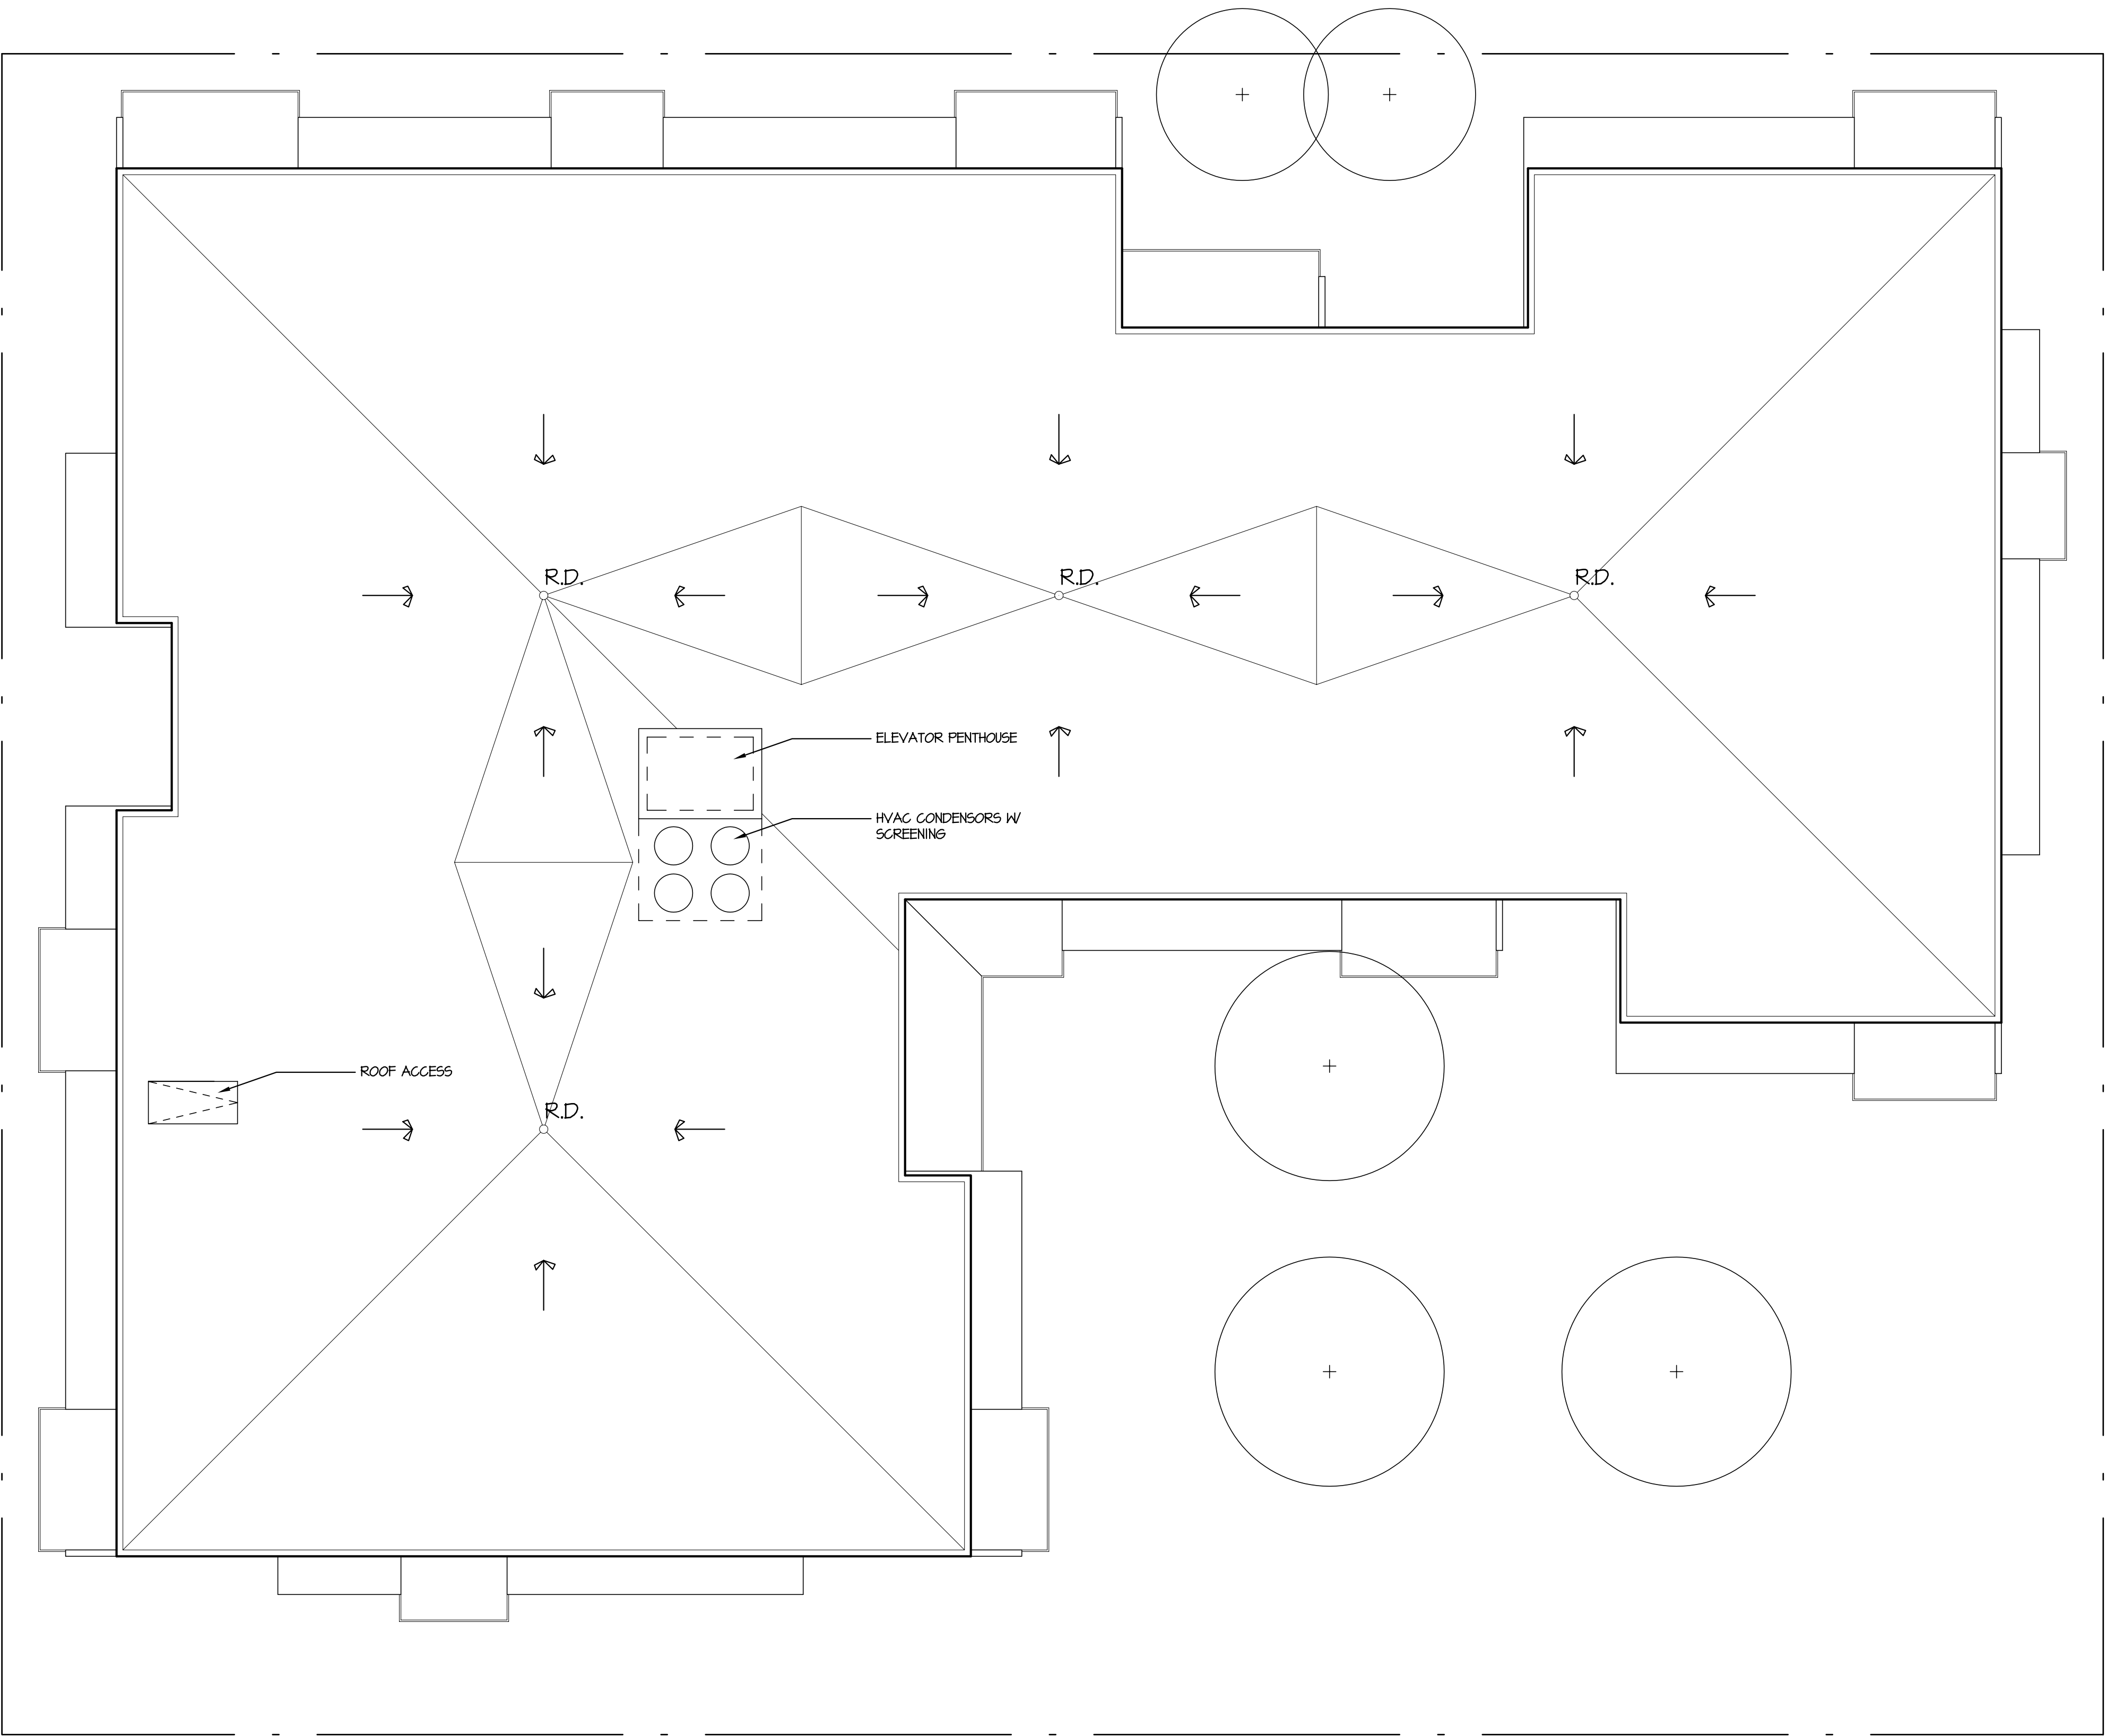 R.D.
R.D.
R.D.
ELEVATOR PENTHOUSE
HVAC CONDENSORS W/
SCREENING
ROOF ACCESS
R.D.